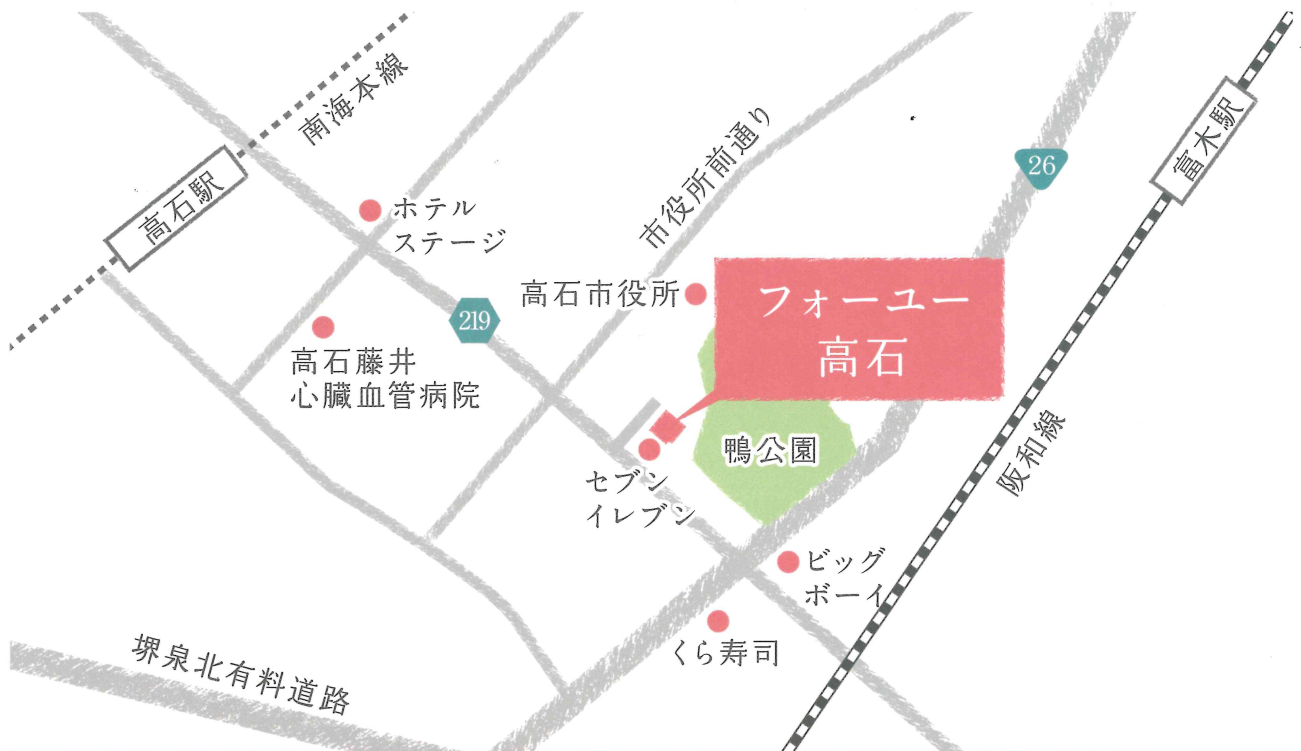 南海本線
高石駅
ホテル
ステージ
市役所前通り
26
富木駅
高石市役所
フォーユー
高石
219
高石藤井
心臓血管病院
鴨公園
阪和線
セブン
イレブン
ビッグ
ボーイ
くら寿司
堺泉北有料道路